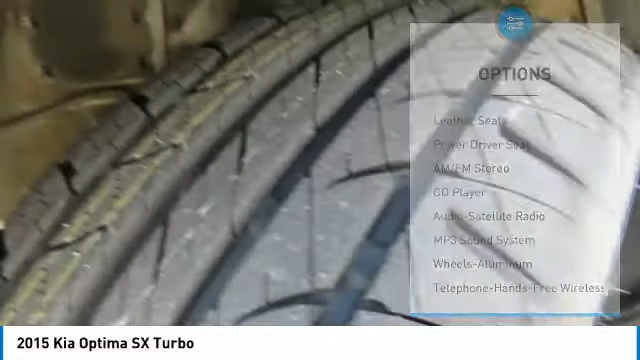 OPTIONS
Leather Seats
Power Driver Seat
AM/FM Stereo
CD Player
Audio-Satellite Radio
MP3 Sound System
Wheels-Aluminum
Telephone-Hands-Free Wireless
2015 Kia Optima SX Turbo